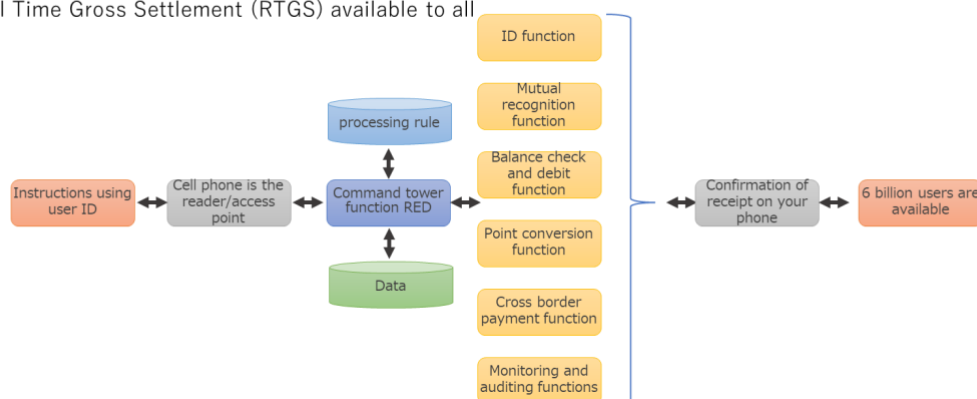 l Time Gross Settlement (RTGS) available to all
ID function
Mutual
recognition
function
processing rule
Balance check
and debit
function
Instructions using
user ID
Cell phone is the
reader/access
point
Command tower
function RED
Confirmation of
receipt on your
phone
6 billion users are
available
Point conversion
function
Data
Cross border
payment function
Monitoring and
auditing functions